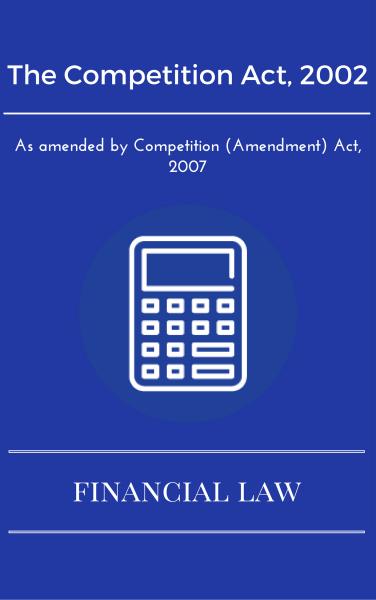 The Competition Act, 2002
As amended by Competition (Amendment) Act,
2007
FINANCIAL LAW